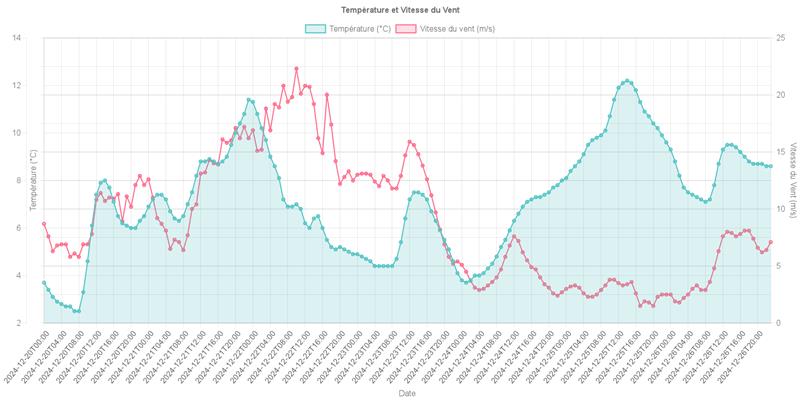 Température et Vitesse du Vent
Température (°C) Vitesse du vent (m/s)
14 25
12 20
10 15
8 10
6 5
4 0
2
Température (°C)
Vitesse du Vent (m/s)
2024-12-20T00:00 2024-12-20T04:00 2024-12-20T08:00 2024-12-20T12:00 2024-12-20T16:00 2024-12-20T20:00 2024-12-21T00:00 2024-12-21T04:00 2024-12-21T08:00 2024-12-21T12:00 2024-12-21T16:00 2024-12-21T20:00 2024-12-22T00:00 2024-12-22T04:00 2024-12-22T08:00 2024-12-22T12:00 2024-12-22T16:00 2024-12-22T20:00 2024-12-23T00:00 2024-12-23T04:00 2024-12-23T08:00 2024-12-23T12:00 2024-12-23T16:00 2024-12-23T20:00 2024-12-24T00:00 2024-12-24T04:00 2024-12-24T08:00 2024-12-24T12:00 2024-12-24T16:00 2024-12-24T20:00 2024-12-25T00:00 2024-12-25T04:00 2024-12-25T08:00 2024-12-25T12:00 2024-12-25T16:00 2024-12-25T20:00 2024-12-26T00:00 2024-12-26T04:00 2024-12-26T08:00 2024-12-26T12:00 2024-12-26T16:00 2024-12-26T20:00
Date